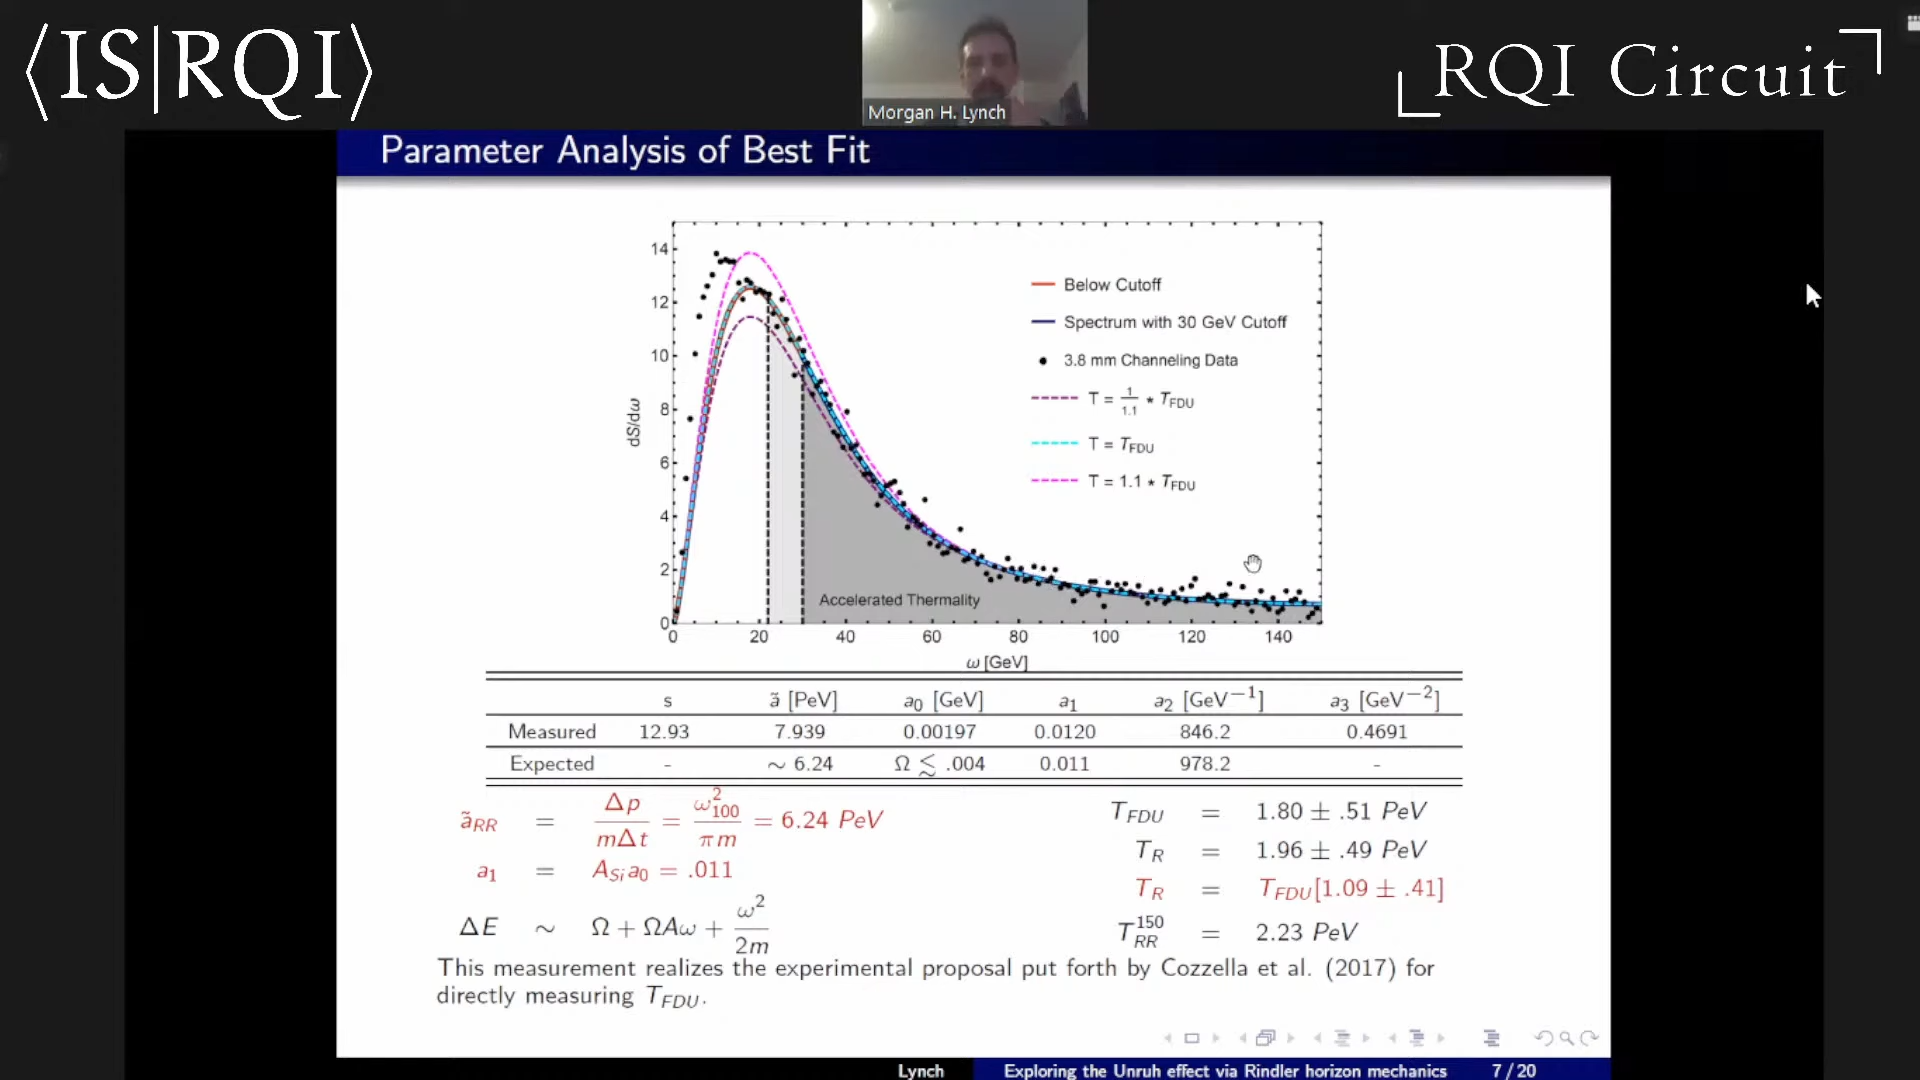 ⟨IS|RQI⟩
RQI Circuit
Morgan H. Lynch
Parameter Analysis of Best Fit
dS/dω
14
12
10
8
6
4
2
0
Below Cutoff
Spectrum with 30 GeV Cutoff
3.8 mm Channeling Data
T = 1/1.1 * T_FDU
T = T_FDU
T = 1.1 * T_FDU
Accelerated Thermality
0 20 40 60 80 100 120 140
ω [GeV]
s ã [PeV] a₀ [GeV] a₁ a₂ [GeV⁻¹] a₃ [GeV⁻²]
Measured 12.93 7.939 0.00197 0.0120 846.2 0.4691
Expected - ∼ 6.24 Ω ≲ .004 0.011 978.2 -
ã_RR = Δp/mΔt = ω²₁₀₀/πm = 6.24 PeV
a₁ = A_Si a₀ = .011
ΔE ∼ Ω + ΩAω + ω²/2m
T_FDU = 1.80 ± .51 PeV
T_R = 1.96 ± .49 PeV
T_R = T_FDU[1.09 ± .41]
T_RR^150 = 2.23 PeV
This measurement realizes the experimental proposal put forth by Cozzella et al. (2017) for
directly measuring T_FDU.
Lynch Exploring the Unruh effect via Rindler horizon mechanics 7 / 20